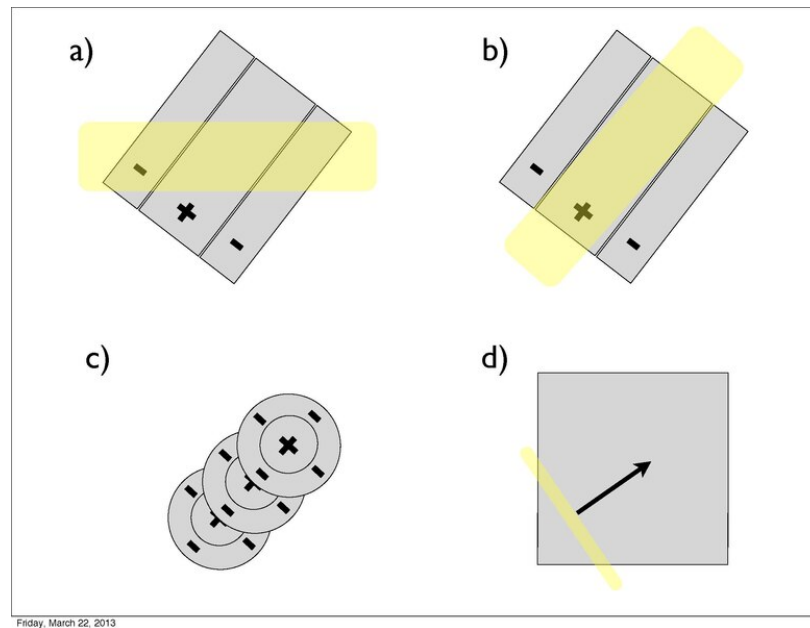 a)
b)
-
-
+
+
-
-
c)
d)
- -
+
- -
- + -
- - -
+
- -
Friday, March 22, 2013